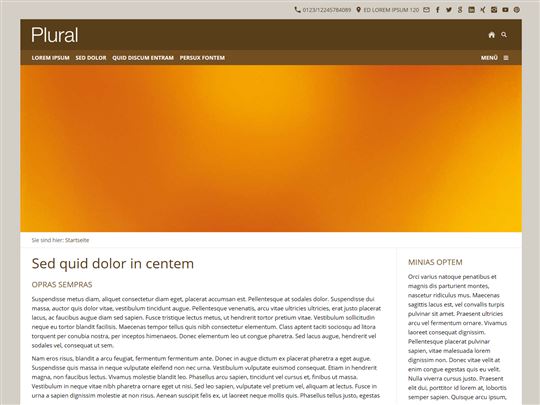 0123/12245784089 ED LOREM IPSUM 120
Plural
LOREM IPSUM SED DOLOR QUID DISCUM ENTRAM PERSUX FONTEM MENÜ
Sie sind hier: Startseite
Sed quid dolor in centem
OPRAS SEMPRAS
Suspendisse metus diam, aliquet consectetur diam eget, placerat accumsan est. Pellentesque at sodales dolor. Suspendisse dui
massa, auctor quis dolor vitae, vestibulum tincidunt augue. Pellentesque venenatis, arcu vitae ultricies ultricies, erat justo placerat
lacus, ac faucibus augue diam sed sapien. Fusce tristique lectus metus, ut hendrerit tortor pretium vitae. Vestibulum sollicitudin
neque eu tortor blandit facilisis. Maecenas tempor tellus quis nibh consectetur elementum. Class aptent taciti sociosqu ad litora
torquent per conubia nostra, per inceptos himenaeos. Donec elementum leo ut congue pharetra. Sed lacus augue, hendrerit vel
sodales vel, consequat ut sem.
Nam eros risus, blandit a arcu feugiat, fermentum fermentum ante. Donec in augue dictum ex placerat pharetra a eget augue.
Suspendisse quis massa in neque vulputate eleifend non nec urna. Vestibulum vulputate euismod consequat. Etiam in hendrerit
magna, non faucibus lectus. Vivamus molestie blandit leo. Phasellus arcu sapien, tincidunt vel cursus et, finibus ut massa.
Vestibulum in neque vitae nibh pharetra ornare eget ut nisi. Sed leo sapien, vulputate vel pretium vel, aliquam at lectus. Fusce in
urna a sapien dignissim molestie at non risus. Aenean suscipit felis ex, ut laoreet neque mollis quis. Phasellus tempus justo tellus, egestas
MINIAS OPTEM
Orci varius natoque penatibus et
magnis dis parturient montes,
nascetur ridiculus mus. Maecenas
sagittis lacus est, vel convallis turpis
pulvinar sit amet. Praesent ultricies
arcu vel fermentum ornare. Vivamus
laoreet consequat dignissim.
Pellentesque placerat pulvinar
sapien, vitae malesuada lorem
dignissim non. Donec vitae velit at
enim congue egestas quis eu velit.
Nulla viverra cursus justo. Praesent
elit dui, porttitor id diam at, lobortis
semper sapien. Quisque arcu ipsum,